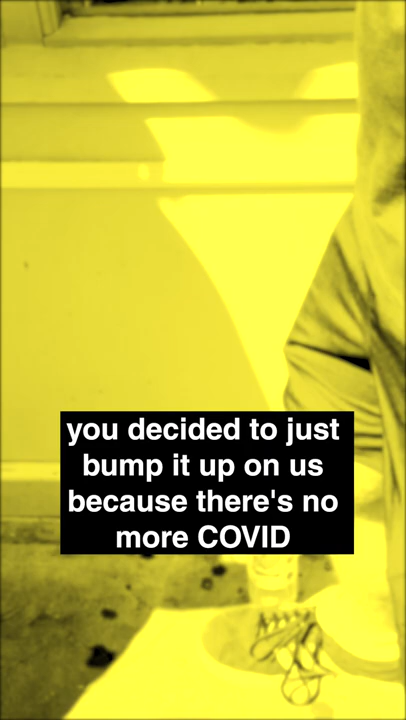 you decided to just
bump it up on us
because there's no
more COVID